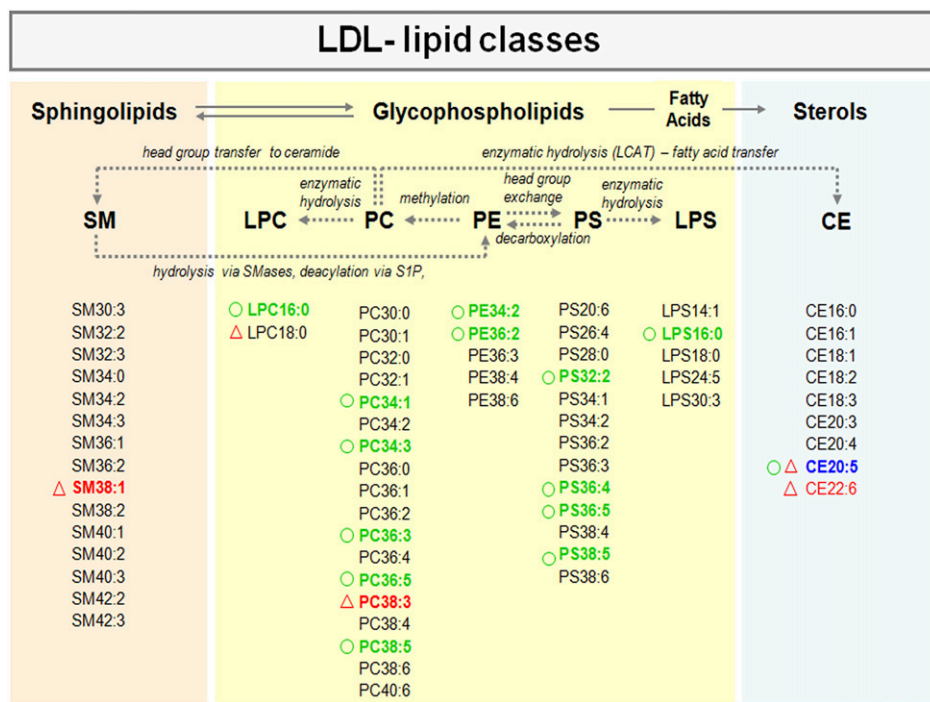 LDL- lipid classes
Sphingolipids
Glycophospholipids
Fatty
Acids
Sterols
head group transfer to ceramide
enzymatic hydrolysis (LCAT) – fatty acid transfer
enzymatic
hydrolysis
methylation
head group
exchange
enzymatic
hydrolysis
SM
LPC
PC
PE
PS
LPS
CE
decarboxylation
hydrolysis via SMases, deacylation via S1P,
SM30:3
SM32:2
SM32:3
SM34:0
SM34:2
SM34:3
SM36:1
SM36:2
SM38:1
SM38:2
SM40:1
SM40:2
SM40:3
SM42:2
SM42:3
LPC16:0
LPC18:0
PC30:0
PC30:1
PC32:0
PC32:1
PC34:1
PC34:2
PC34:3
PC36:0
PC36:1
PC36:2
PC36:3
PC36:4
PC36:5
PC38:3
PC38:4
PC38:5
PC38:6
PC40:6
PE34:2
PE36:2
PE36:3
PE38:4
PE38:6
PS20:6
PS26:4
PS28:0
PS32:2
PS34:1
PS34:2
PS36:2
PS36:3
PS36:4
PS36:5
PS38:4
PS38:5
PS38:6
LPS14:1
LPS16:0
LPS18:0
LPS24:5
LPS30:3
CE16:0
CE16:1
CE18:1
CE18:2
CE18:3
CE20:3
CE20:4
CE20:5
CE22:6